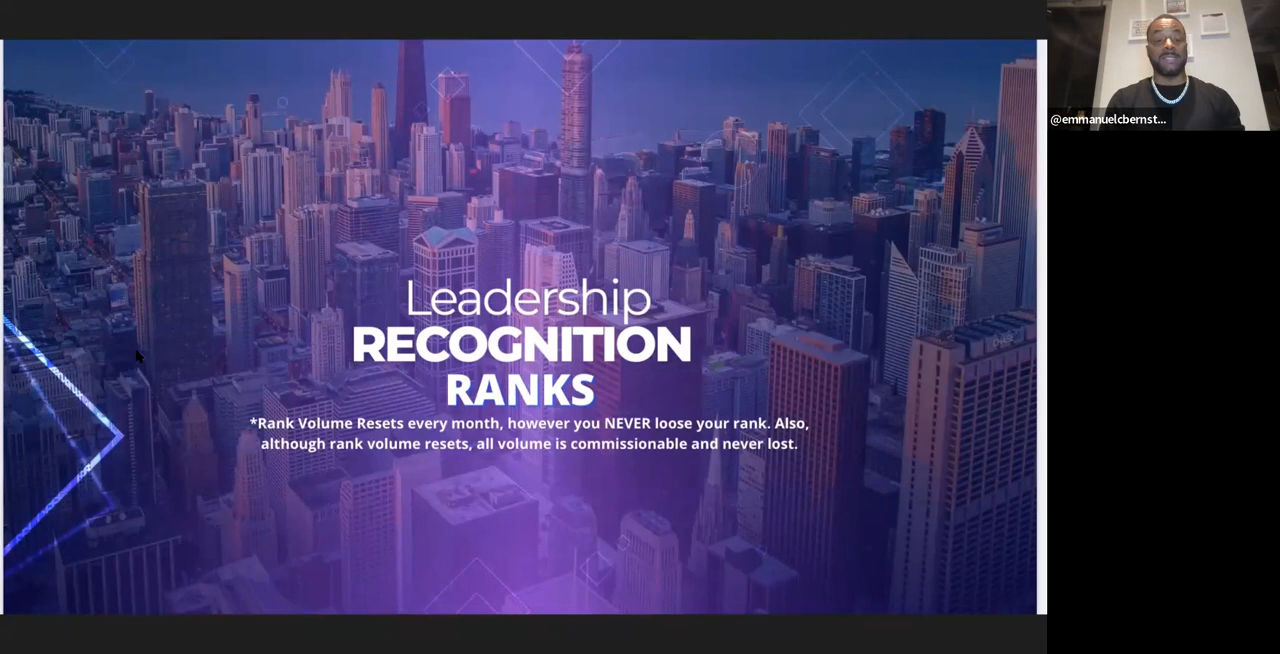 Leadership
RECOGNITION
RANKS
*Rank Volume Resets every month, however you NEVER loose your rank. Also,
although rank volume resets, all volume is commissionable and never lost.
@emmanuelcbernst...